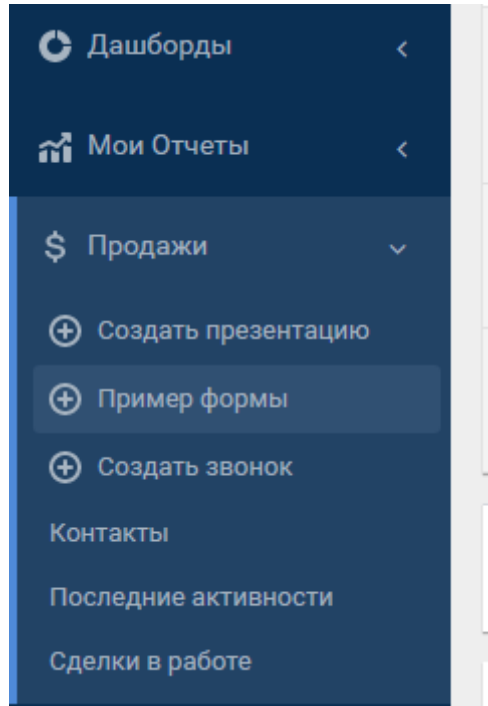 Дашборды
Мои Отчеты
Продажи
Создать презентацию
Пример формы
Создать звонок
Контакты
Последние активности
Сделки в работе